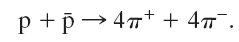 p + p̄ → 4π⁺ + 4π⁻.